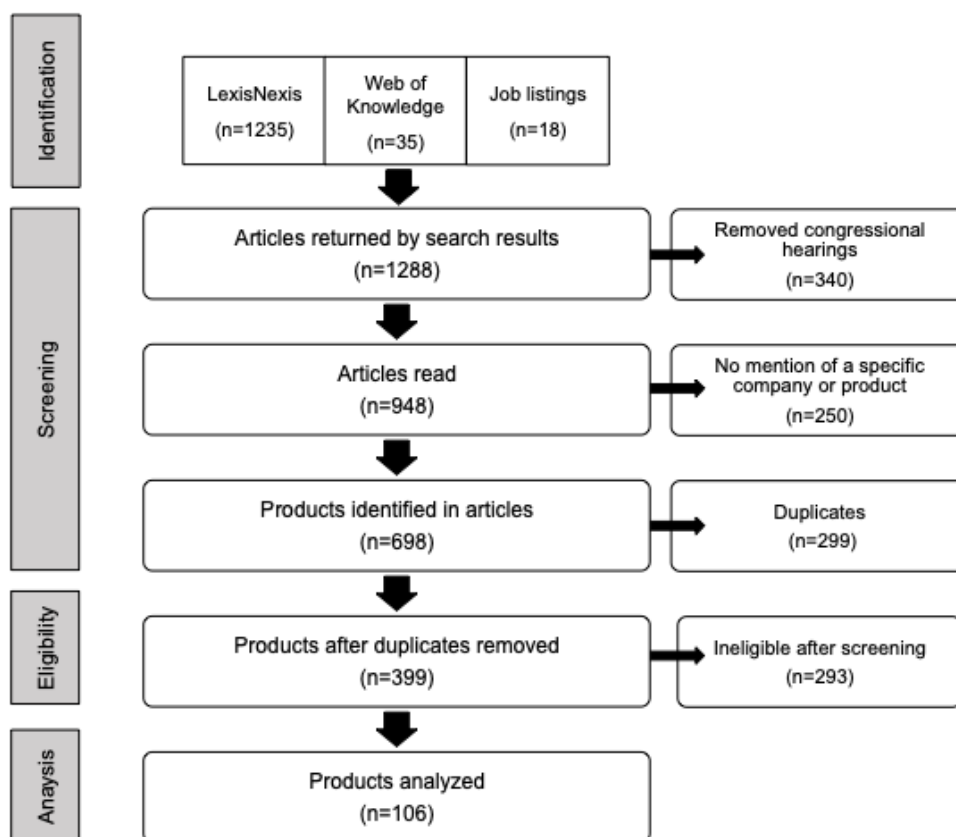 Identification
LexisNexis
(n=1235)
Web of
Knowledge
(n=35)
Job listings
(n=18)
Screening
Articles returned by search results
(n=1288)
Removed congressional
hearings
(n=340)
Articles read
(n=948)
No mention of a specific
company or product
(n=250)
Products identified in articles
(n=698)
Duplicates
(n=299)
Eligibility
Products after duplicates removed
(n=399)
Ineligible after screening
(n=293)
Anaysis
Products analyzed
(n=106)